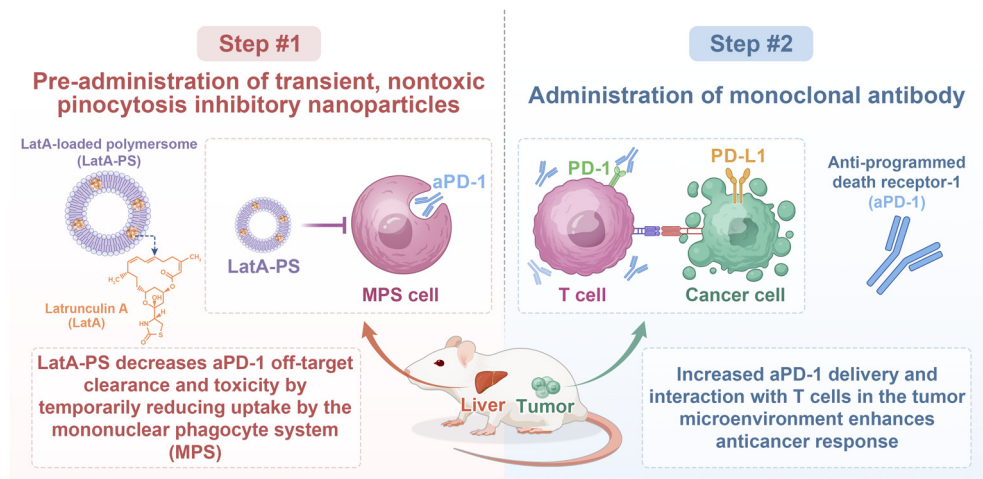 Step #1
Pre-administration of transient, nontoxic
pinocytosis inhibitory nanoparticles
LatA-loaded polymersome
(LatA-PS)
H₃C
CH₃
O
O
OH
O
H
HN
S
O
Latrunculin A
(LatA)
LatA-PS
aPD-1
MPS cell
LatA-PS decreases aPD-1 off-target
clearance and toxicity by
temporarily reducing uptake by the
mononuclear phagocyte system
(MPS)
Liver
Tumor
Step #2
Administration of monoclonal antibody
PD-1
PD-L1
T cell
Cancer cell
Anti-programmed
death receptor-1
(aPD-1)
Increased aPD-1 delivery and
interaction with T cells in the tumor
microenvironment enhances
anticancer response